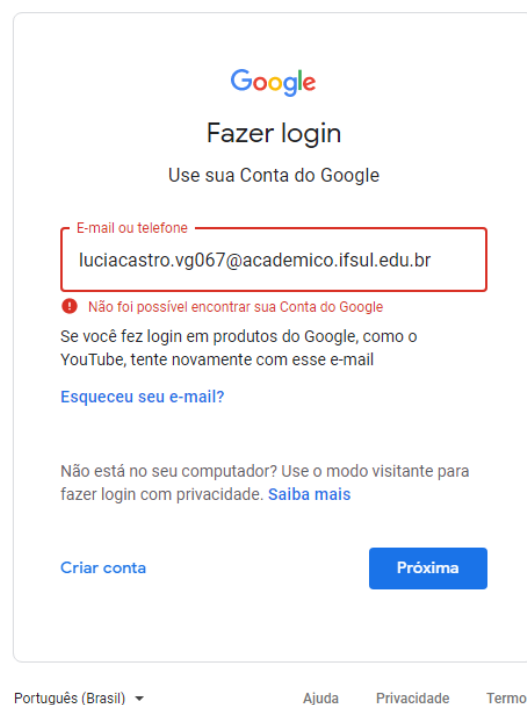 Google
Fazer login
Use sua Conta do Google
E-mail ou telefone
luciacastro.vg067@academico.ifsul.edu.br
Não foi possível encontrar sua Conta do Google
Se você fez login em produtos do Google, como o
YouTube, tente novamente com esse e-mail
Esqueceu seu e-mail?
Não está no seu computador? Use o modo visitante para
fazer login com privacidade. Saiba mais
Criar conta Próxima
Português (Brasil) Ajuda Privacidade Termo